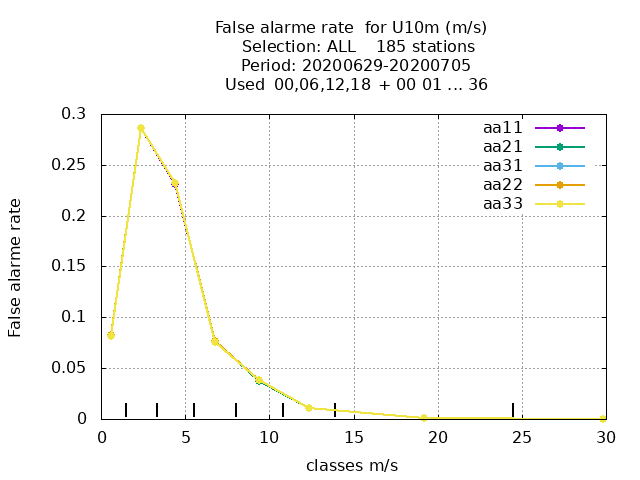 False alarme rate  for U10m (m/s)
Selection: ALL    185 stations
Period: 20200629-20200705
Used  00,06,12,18  + 00 01 ... 36
0.3
0.25
0.2
0.15
0.1
0.05
0
False alarme rate
aa11
aa21
aa31
aa22
aa33
0 5 10 15 20 25 30
classes m/s